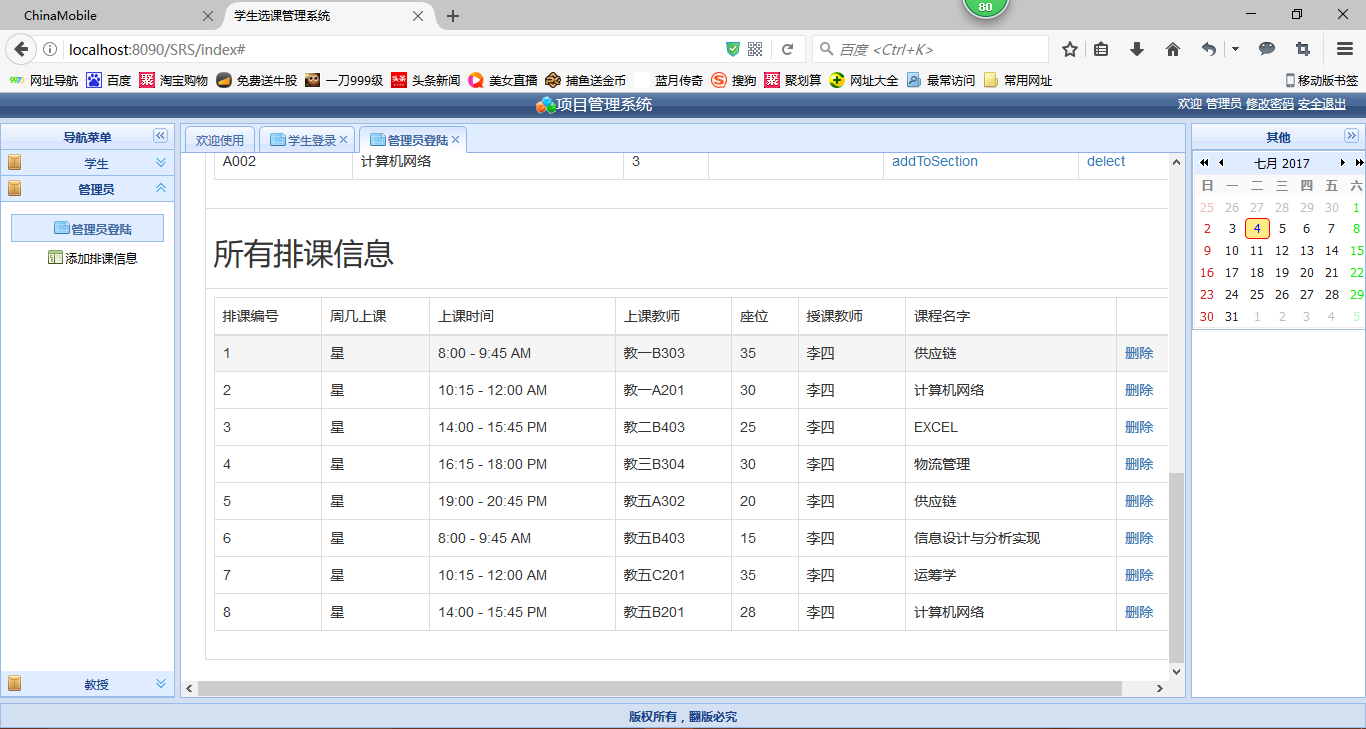 ChinaMobile
学生选课管理系统
80
localhost:8090/SRS/index#
百度 <Ctrl+K>
网址导航 百度 淘宝购物 免费送牛股 一刀999级 头条新闻 美女直播 捕鱼送金币 蓝月传奇 搜狗 聚划算 网址大全 最常访问 常用网址 移动版书签
项目管理系统
欢迎 管理员 修改密码 安全退出
导航菜单
学生
管理员
管理员登陆
添加排课信息
教授
欢迎使用 学生登录 管理员登陆
A002 计算机网络 3 addToSection delect
所有排课信息
排课编号 周几上课 上课时间 上课教师 座位 授课教师 课程名字
1 星 8:00 - 9:45 AM 教一B303 35 李四 供应链 删除
2 星 10:15 - 12:00 AM 教一A201 30 李四 计算机网络 删除
3 星 14:00 - 15:45 PM 教二B403 25 李四 EXCEL 删除
4 星 16:15 - 18:00 PM 教三B304 30 李四 物流管理 删除
5 星 19:00 - 20:45 PM 教五A302 20 李四 供应链 删除
6 星 8:00 - 9:45 AM 教五B403 15 李四 信息设计与分析实现 删除
7 星 10:15 - 12:00 AM 教五C201 35 李四 运筹学 删除
8 星 14:00 - 15:45 PM 教五B201 28 李四 计算机网络 删除
其他
七月 2017
日 一 二 三 四 五 六
25 26 27 28 29 30 1
2 3 4 5 6 7 8
9 10 11 12 13 14 15
16 17 18 19 20 21 22
23 24 25 26 27 28 29
30 31 1 2 3 4 5
版权所有，翻版必究